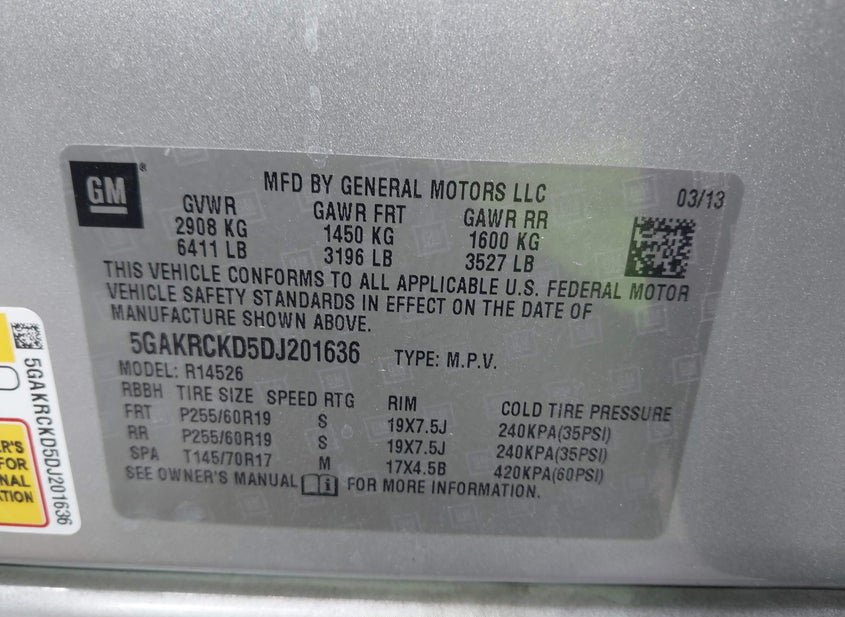 GM®
MFD BY GENERAL MOTORS LLC
03/13
GVWR GAWR FRT GAWR RR
2908 KG 1450 KG 1600 KG
6411 LB 3196 LB 3527 LB
THIS VEHICLE CONFORMS TO ALL APPLICABLE U.S. FEDERAL MOTOR
VEHICLE SAFETY STANDARDS IN EFFECT ON THE DATE OF
MANUFACTURE SHOWN ABOVE.
5GAKRCKD5DJ201636 TYPE: M.P.V.
MODEL: R14526
RBBH TIRE SIZE SPEED RTG RIM COLD TIRE PRESSURE
FRT P255/60R19 S 19X7.5J 240KPA(35PSI)
RR P255/60R19 S 19X7.5J 240KPA(35PSI)
SPA T145/70R17 M 17X4.5B 420KPA(60PSI)
SEE OWNER'S MANUAL i FOR MORE INFORMATION.
5GAKRCKD5DJ201636
ER'S
FOR
NAL
TION